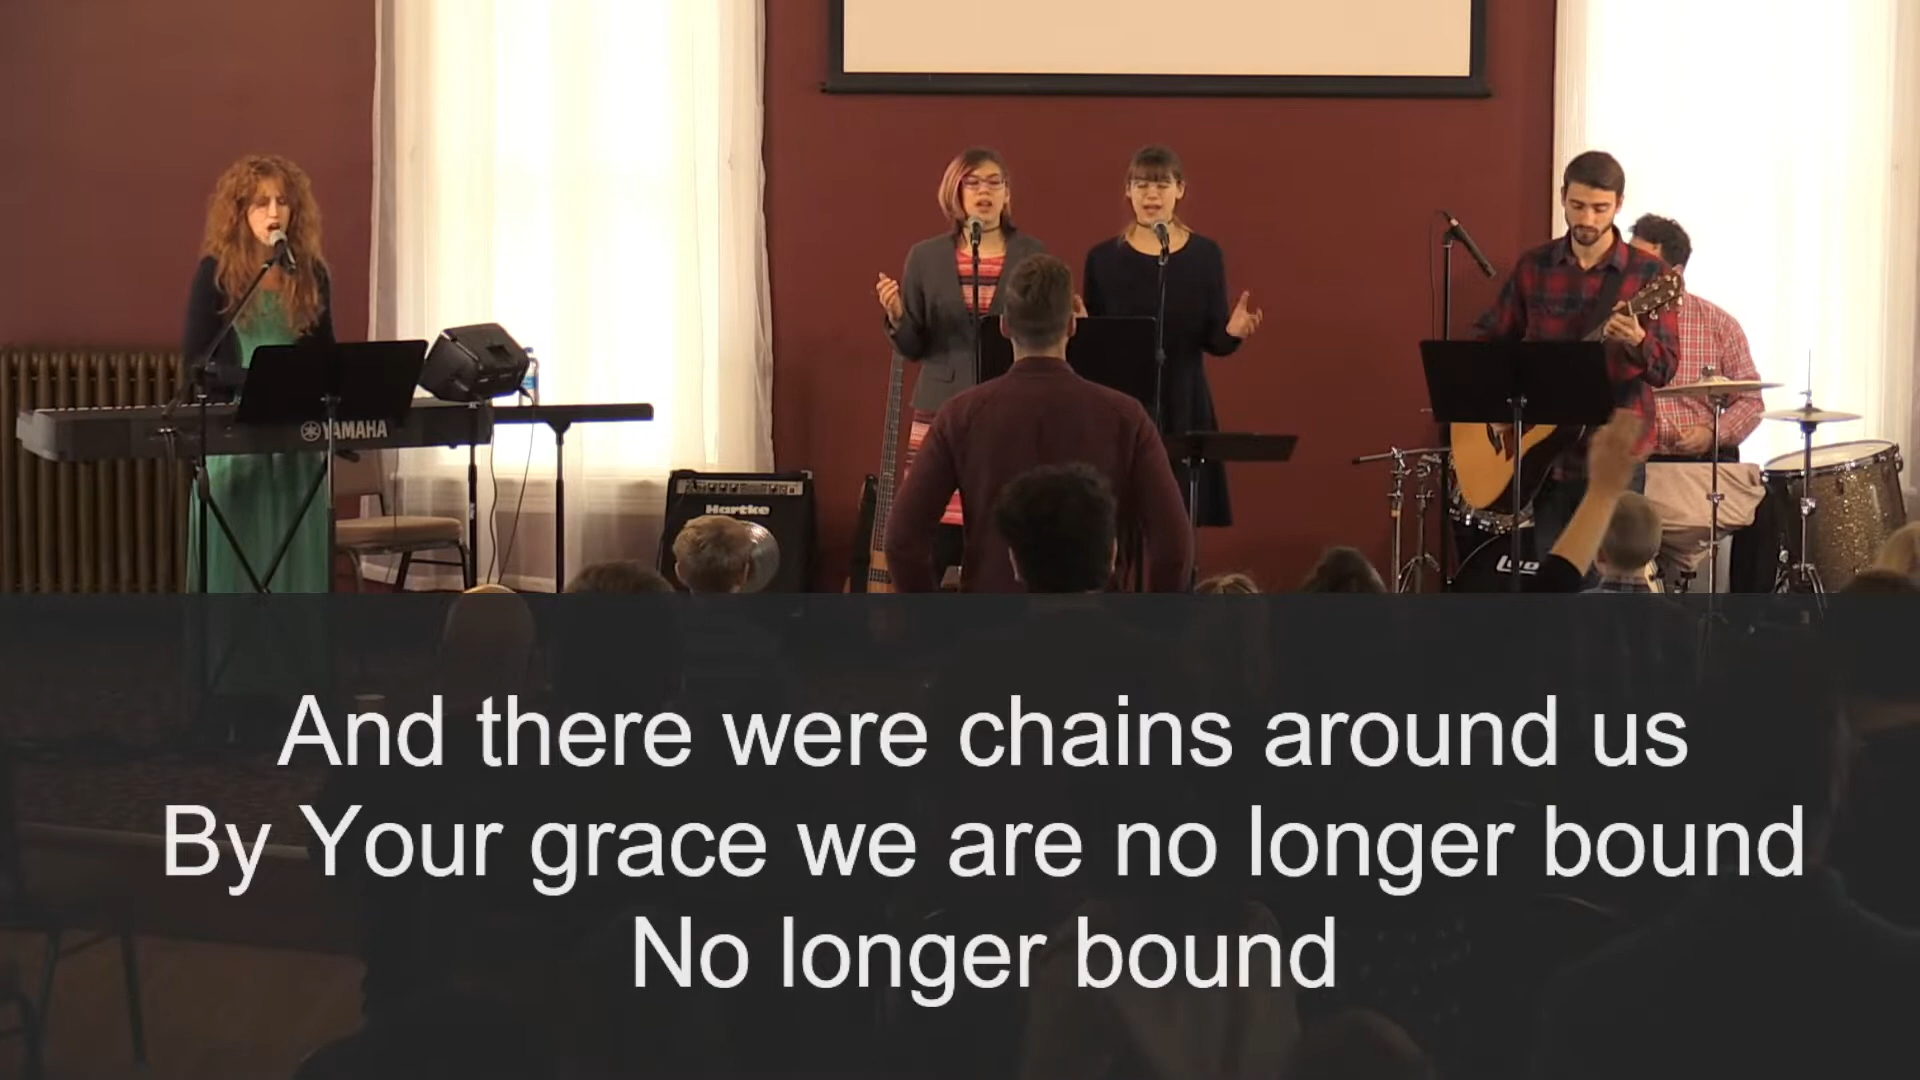 YAMAHA
Hartke
And there were chains around us
By Your grace we are no longer bound
No longer bound